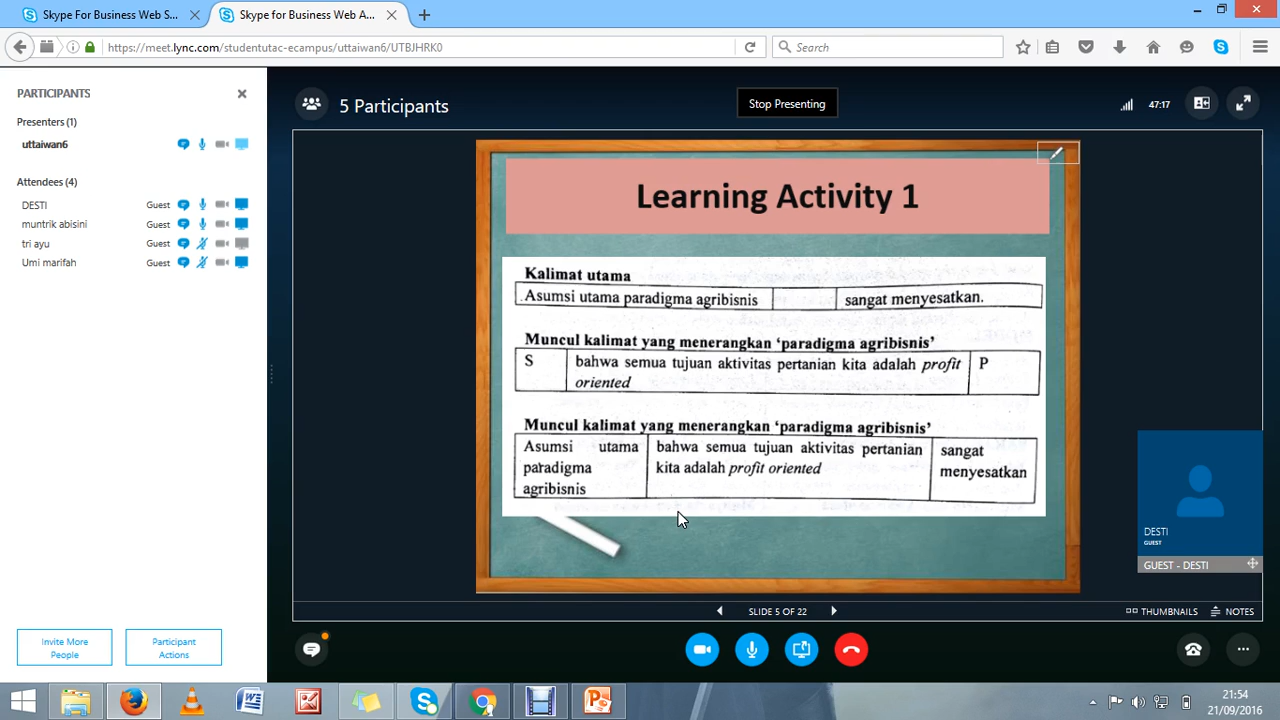 Skype For Business Web S...
Skype for Business Web A...
https://meet.lync.com/studentutac-ecampus/uttaiwan6/UTBJHRK0
Search
PARTICIPANTS
5 Participants
Stop Presenting
47:17
Presenters (1)
uttaiwan6
Attendees (4)
DESTI Guest
muntrik abisini Guest
tri ayu Guest
Umi marifah Guest
Learning Activity 1
Kalimat utama
Asumsi utama paradigma agribisnis sangat menyesatkan.
Muncul kalimat yang menerangkan 'paradigma agribisnis'
S bahwa semua tujuan aktivitas pertanian kita adalah profit P
oriented
Muncul kalimat yang menerangkan 'paradigma agribisnis'
Asumsi utama bahwa semua tujuan aktivitas pertanian sangat
paradigma kita adalah profit oriented menyesatkan
agribisnis
DESTI
GUEST
GUEST - DESTI
SLIDE 5 OF 22
THUMBNAILS
NOTES
Invite More
People
Participant
Actions
21:54
21/09/2016